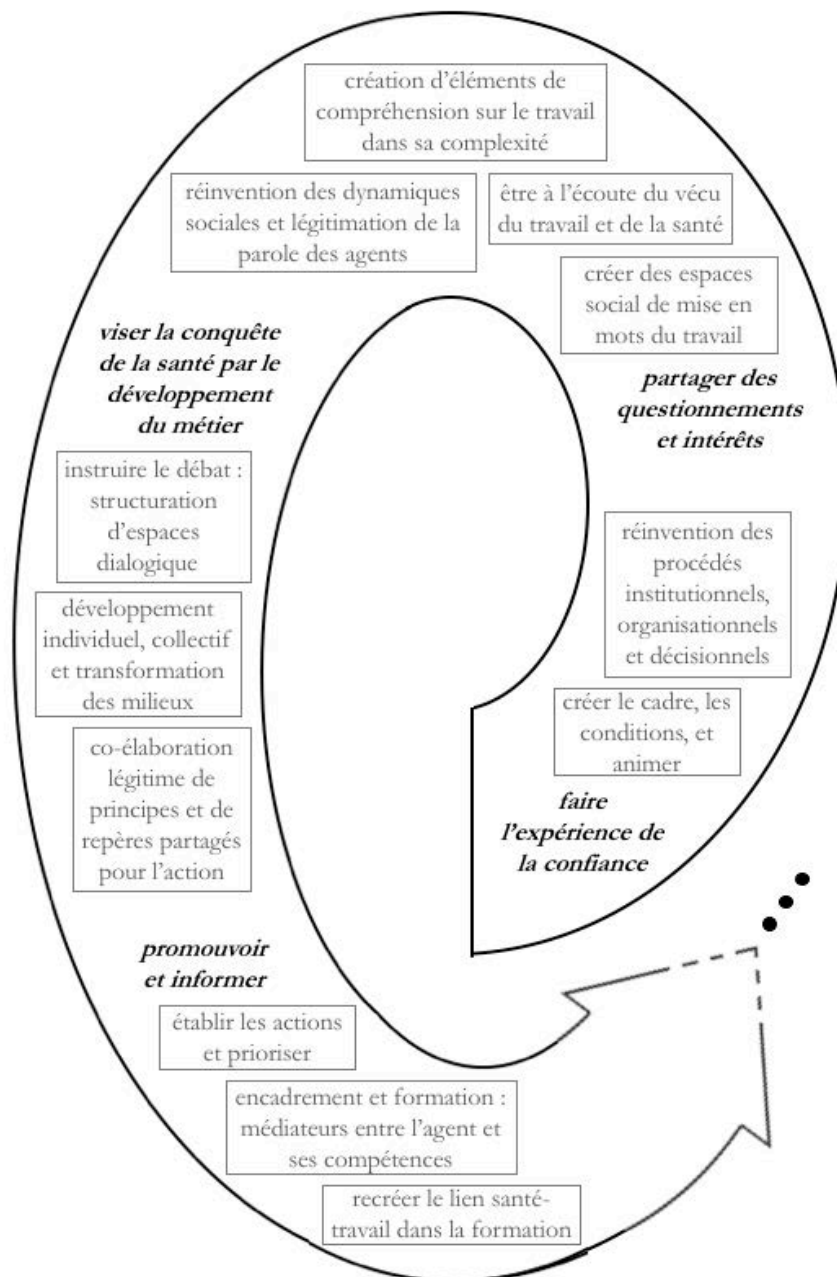 création d'éléments de
compréhension sur le travail
dans sa complexité
réinvention des dynamiques
sociales et légitimation de la
parole des agents
être à l'écoute du vécu
du travail et de la santé
créer des espaces
social de mise en
mots du travail
viser la conquête
de la santé par le
développement
du métier
partager des
questionnements
et intérêts
instruire le débat :
structuration
d'espaces
dialogique
réinvention des
procédés
institutionnels,
organisationnels
et décisionnels
développement
individuel, collectif
et transformation
des milieux
créer le cadre, les
conditions, et
animer
co-élaboration
légitime de
principes et de
repères partagés
pour l'action
faire
l'expérience de
la confiance
promouvoir
et informer
établir les actions
et prioriser
encadrement et formation :
médiateurs entre l'agent et
ses compétences
recréer le lien santé-
travail dans la formation